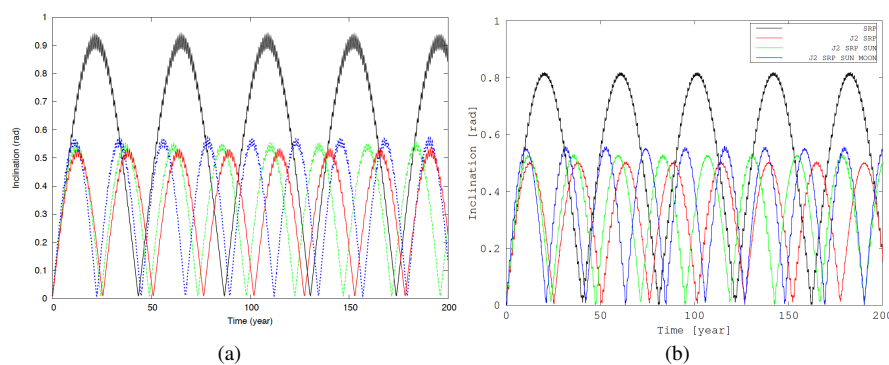 1
0.9
0.8
0.7
0.6
0.5
0.4
0.3
0.2
0.1
0
Inclination (rad)
0 50 100 150 200
Time (year)
(a)
1
0.8
0.6
0.4
0.2
0
Inclination [rad]
SRP
J2 SRP
J2 SRP SUN
J2 SRP SUN MOON
0 50 100 150 200
Time [year]
(b)